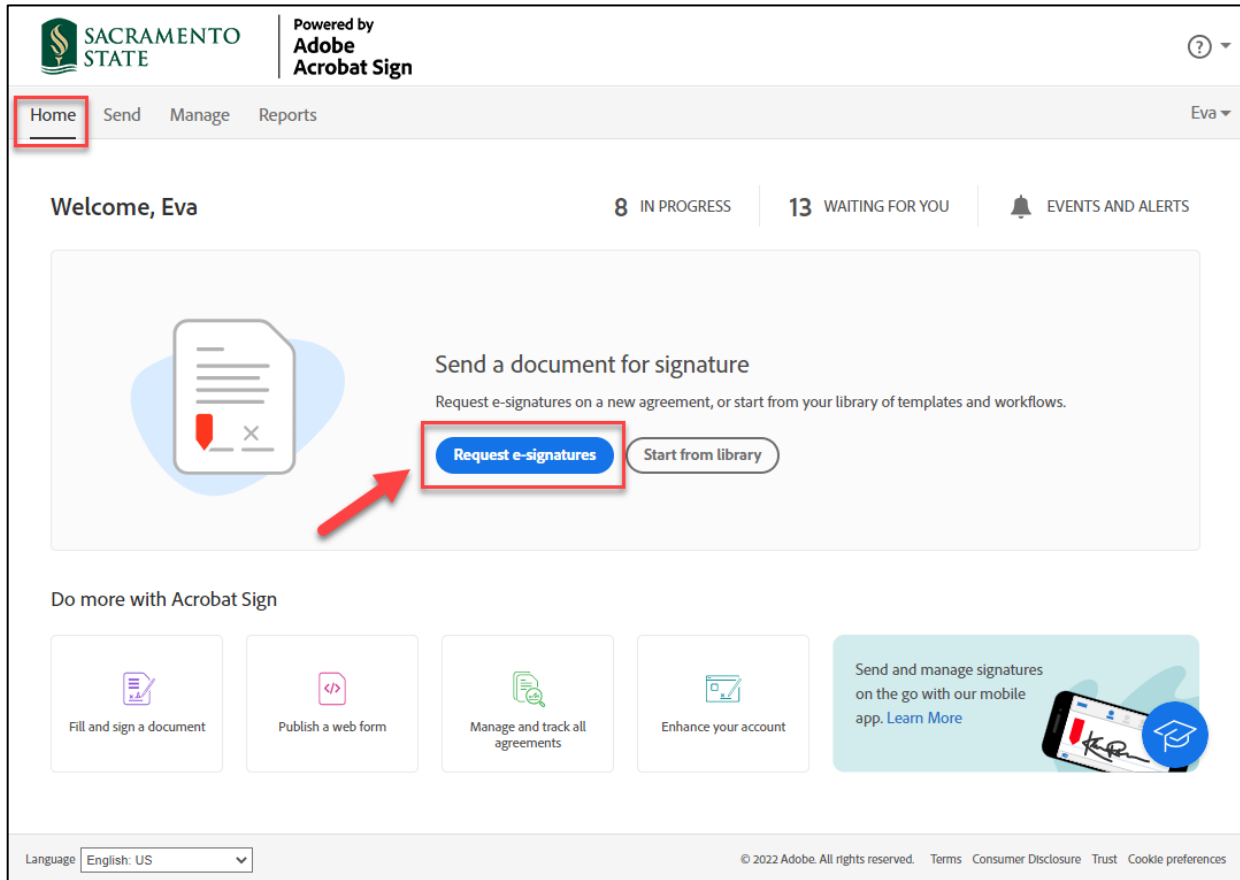 SACRAMENTO
STATE
Powered by
Adobe
Acrobat Sign
Home Send Manage Reports Eva
Welcome, Eva
8 IN PROGRESS 13 WAITING FOR YOU EVENTS AND ALERTS
Send a document for signature
Request e-signatures on a new agreement, or start from your library of templates and workflows.
Request e-signatures Start from library
Do more with Acrobat Sign
Fill and sign a document
Publish a web form
Manage and track all
agreements
Enhance your account
Send and manage signatures
on the go with our mobile
app. Learn More
Language English: US © 2022 Adobe. All rights reserved. Terms Consumer Disclosure Trust Cookie preferences